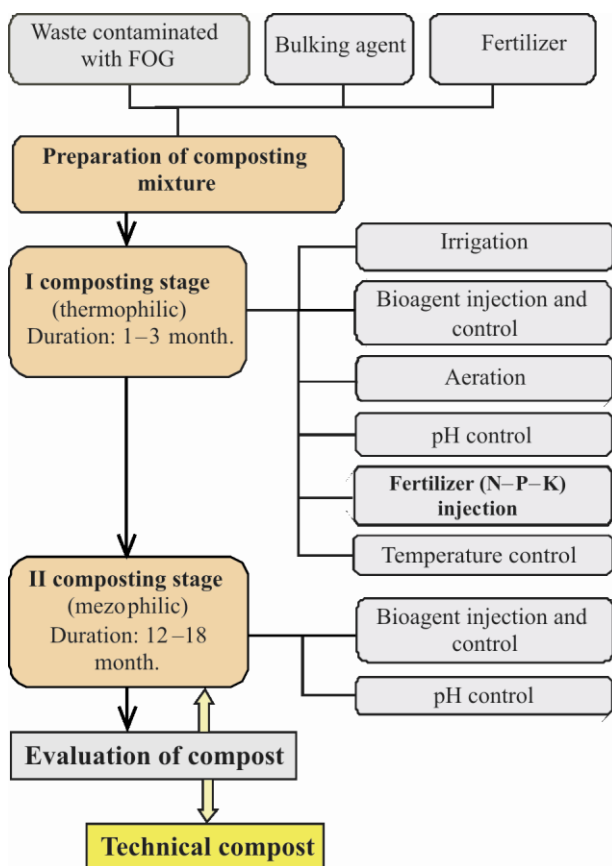 Waste contaminated
with FOG
Bulking agent
Fertilizer
Preparation of composting
mixture
I composting stage
(thermophilic)
Duration: 1–3 month.
Irrigation
Bioagent injection and
control
Aeration
pH control
Fertilizer (N–P–K)
injection
Temperature control
II composting stage
(mezophilic)
Duration: 12–18
month.
Bioagent injection and
control
pH control
Evaluation of compost
Technical compost